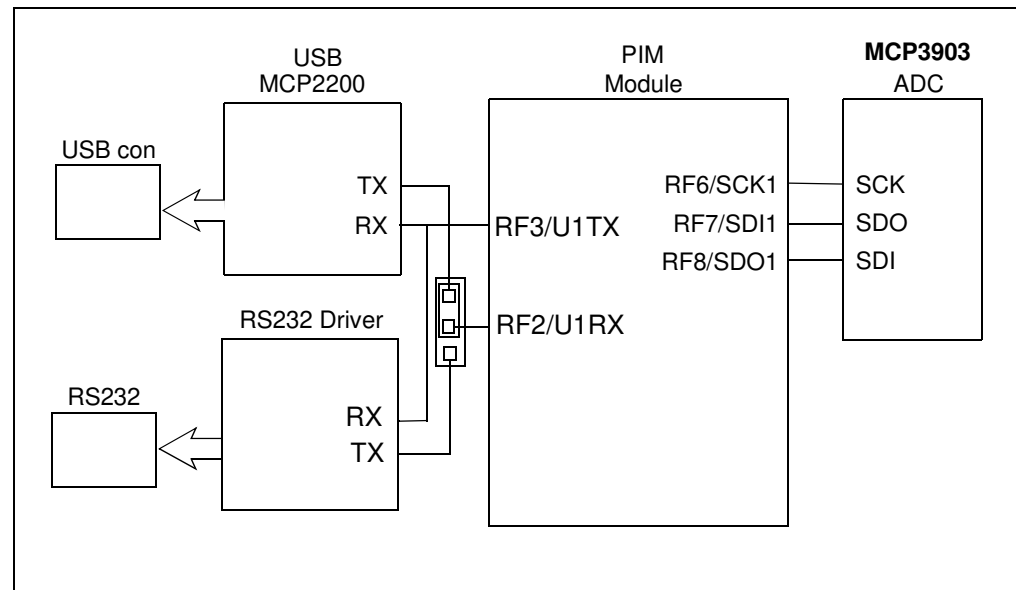 USB
MCP2200
PIM
Module
MCP3903
ADC
USB con
TX
RX
RF3/U1TX
RF2/U1RX
RF6/SCK1
RF7/SDI1
RF8/SDO1
SCK
SDO
SDI
RS232 Driver
RS232
RX
TX